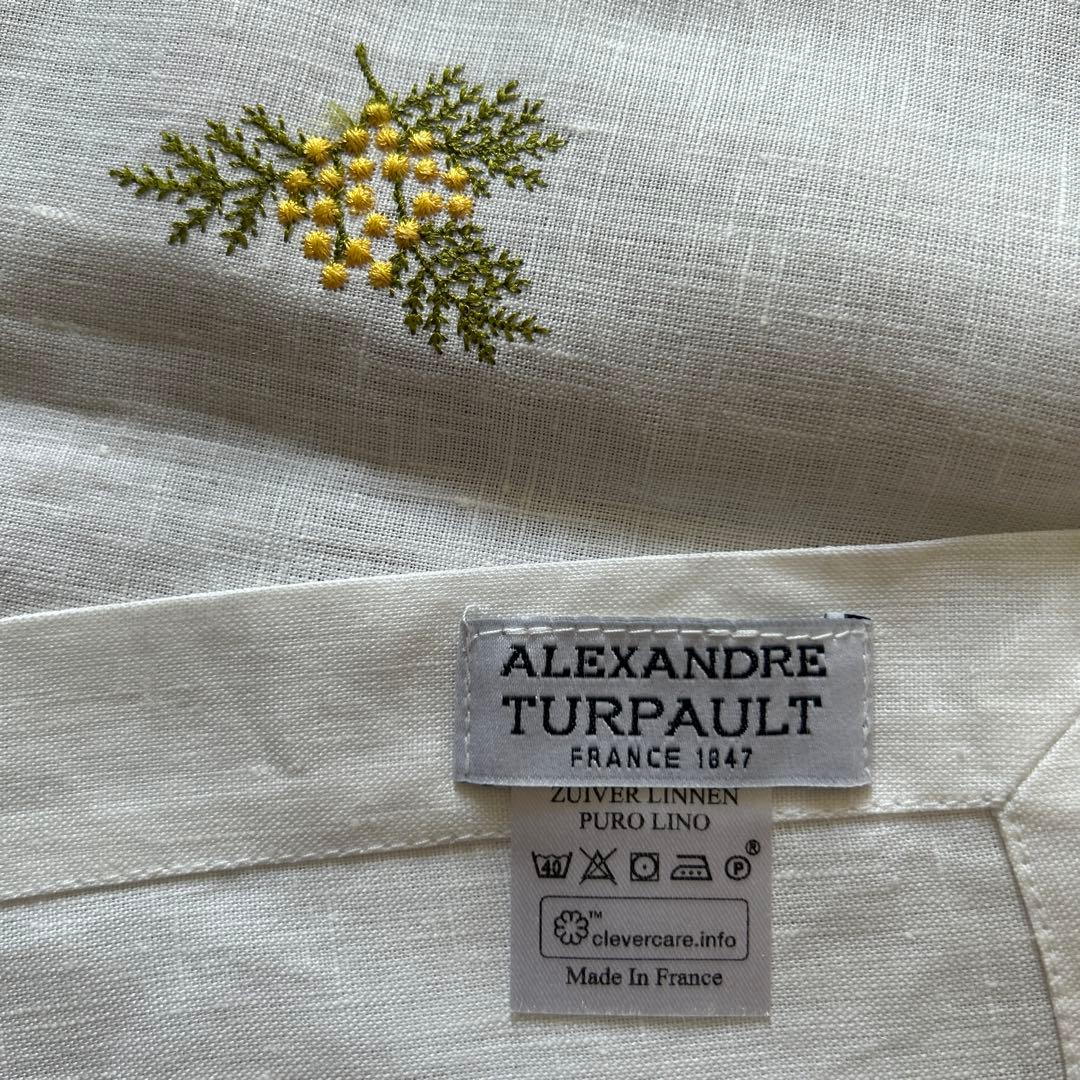 ALEXANDRE
TURPAULT
FRANCE 1847
ZUIVER LINNEN
PURO LINO
40 P ®
™ clevercare.info
Made In France